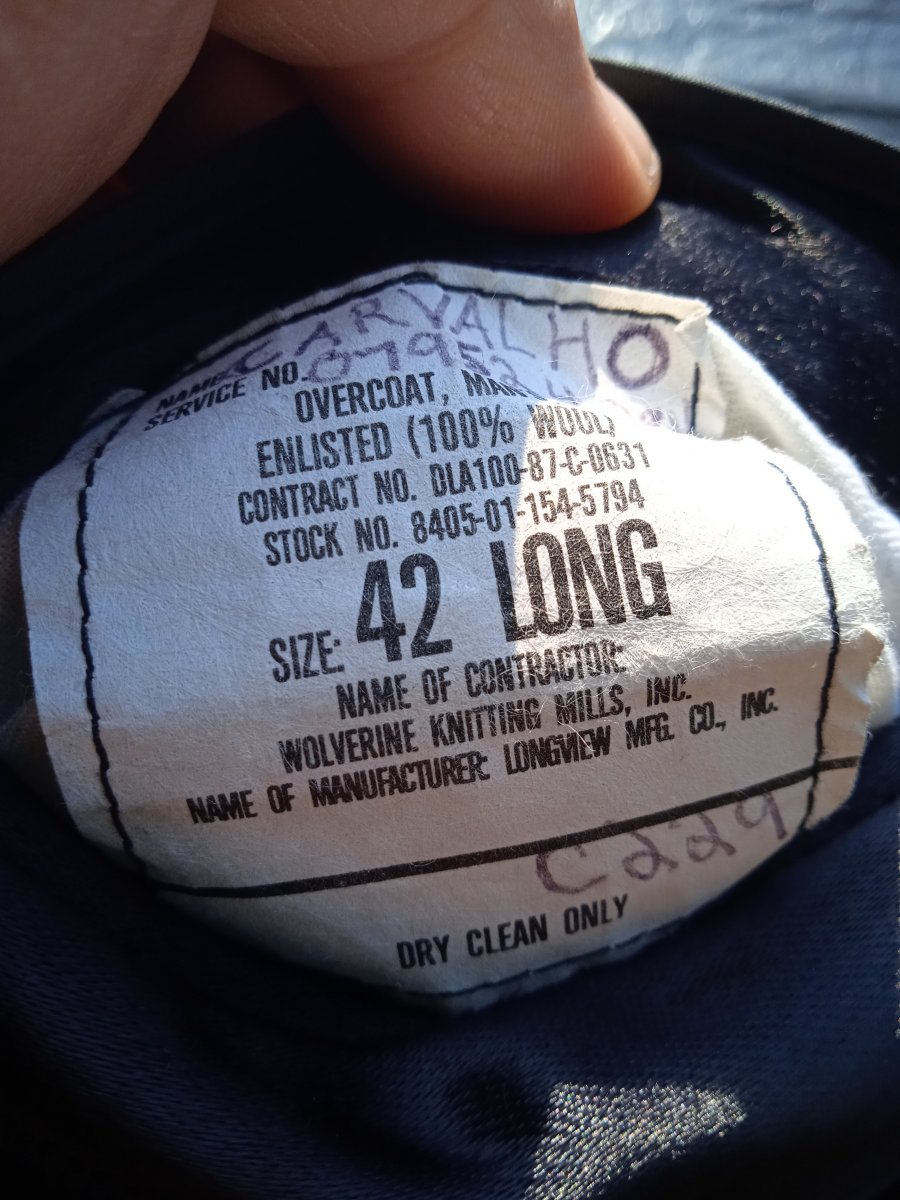 NAME CARVALHO
SERVICE NO. 07952
OVERCOAT,
ENLISTED (100% WOOL)
CONTRACT NO. DLA100-87-C-0631
STOCK NO. 8405-01-154-5794
SIZE: 42 LONG
NAME OF CONTRACTOR:
WOLVERINE KNITTING MILLS, INC.
NAME OF MANUFACTURER: LONGVIEW MFG. CO., INC.
C2229
DRY CLEAN ONLY